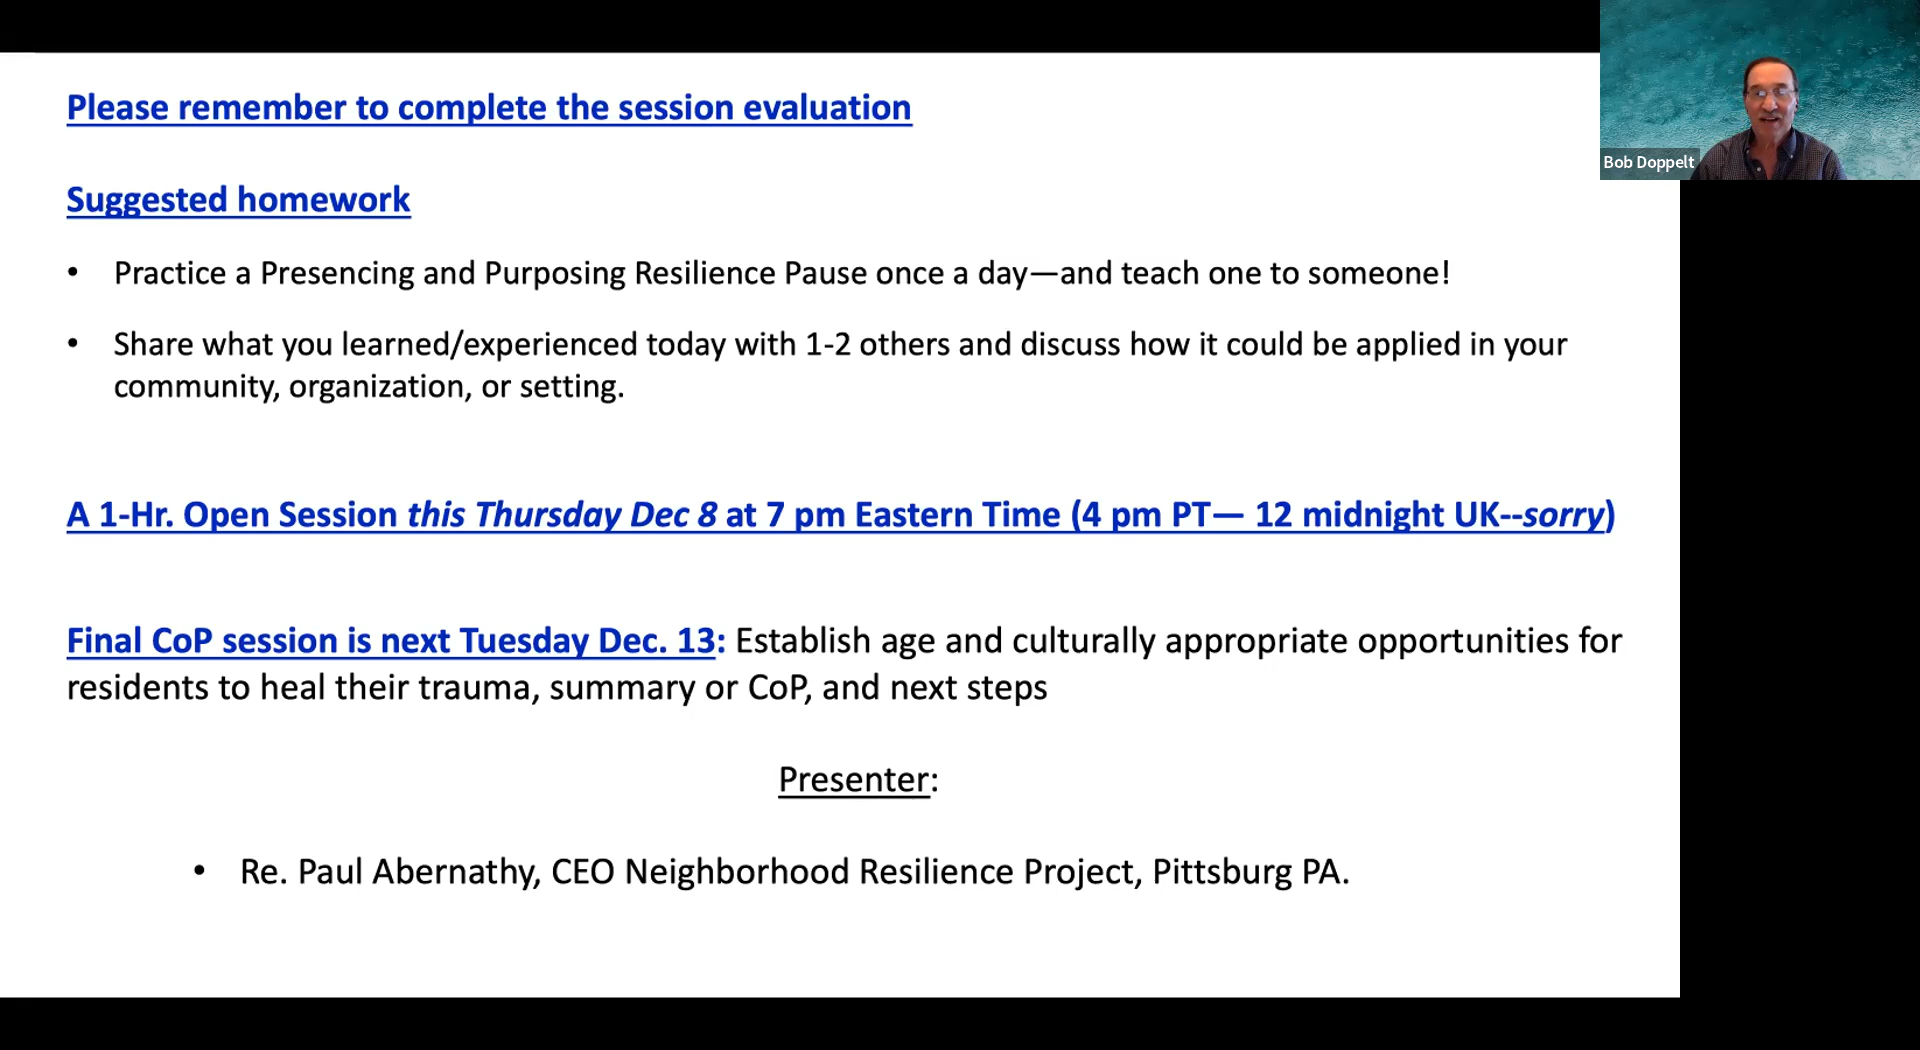 Please remember to complete the session evaluation
Bob Doppelt
Suggested homework
• Practice a Presencing and Purposing Resilience Pause once a day—and teach one to someone!
• Share what you learned/experienced today with 1-2 others and discuss how it could be applied in your
community, organization, or setting.
A 1-Hr. Open Session this Thursday Dec 8 at 7 pm Eastern Time (4 pm PT— 12 midnight UK--sorry)
Final CoP session is next Tuesday Dec. 13: Establish age and culturally appropriate opportunities for
residents to heal their trauma, summary or CoP, and next steps
Presenter:
• Re. Paul Abernathy, CEO Neighborhood Resilience Project, Pittsburg PA.